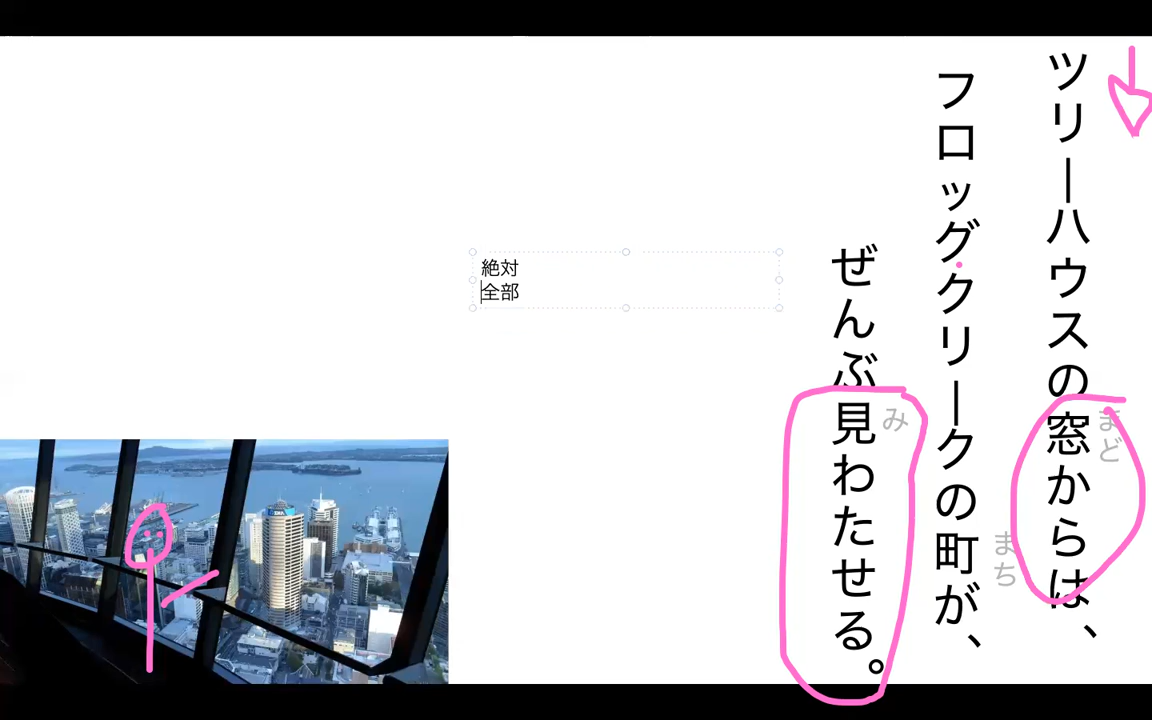 ツリーハウスの窓からは、
まど
フロッグ・クリークの町が、
まち
ぜんぶ見わたせる。
み
絶対
全部